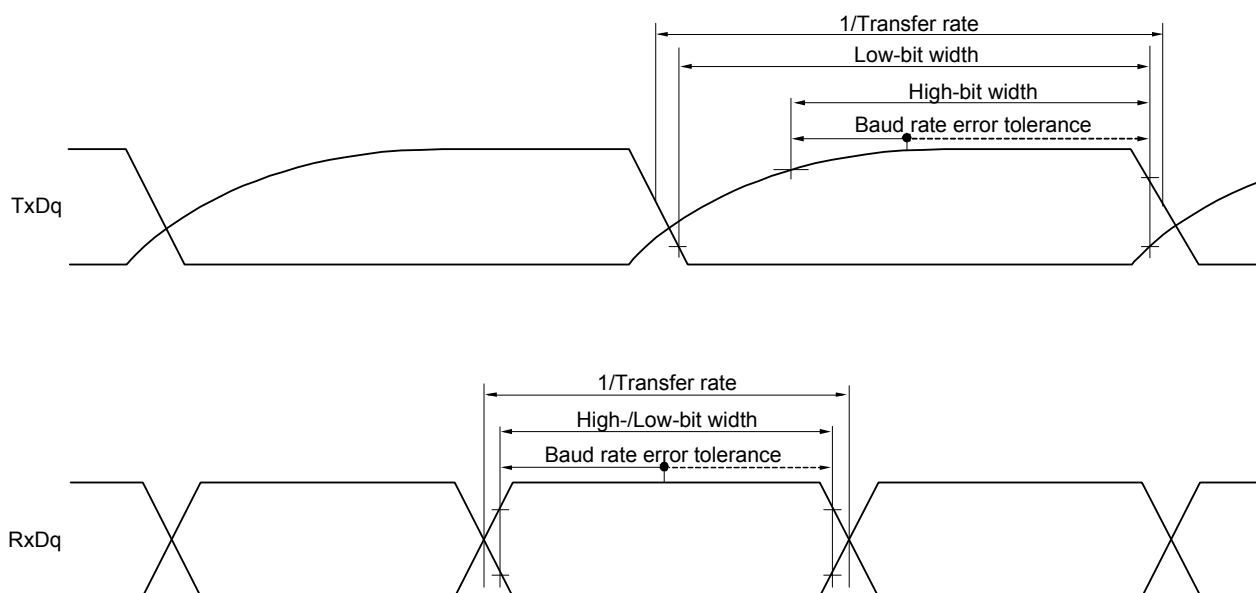 1/Transfer rate
Low-bit width
High-bit width
Baud rate error tolerance
TxDq
1/Transfer rate
High-/Low-bit width
Baud rate error tolerance
RxDq